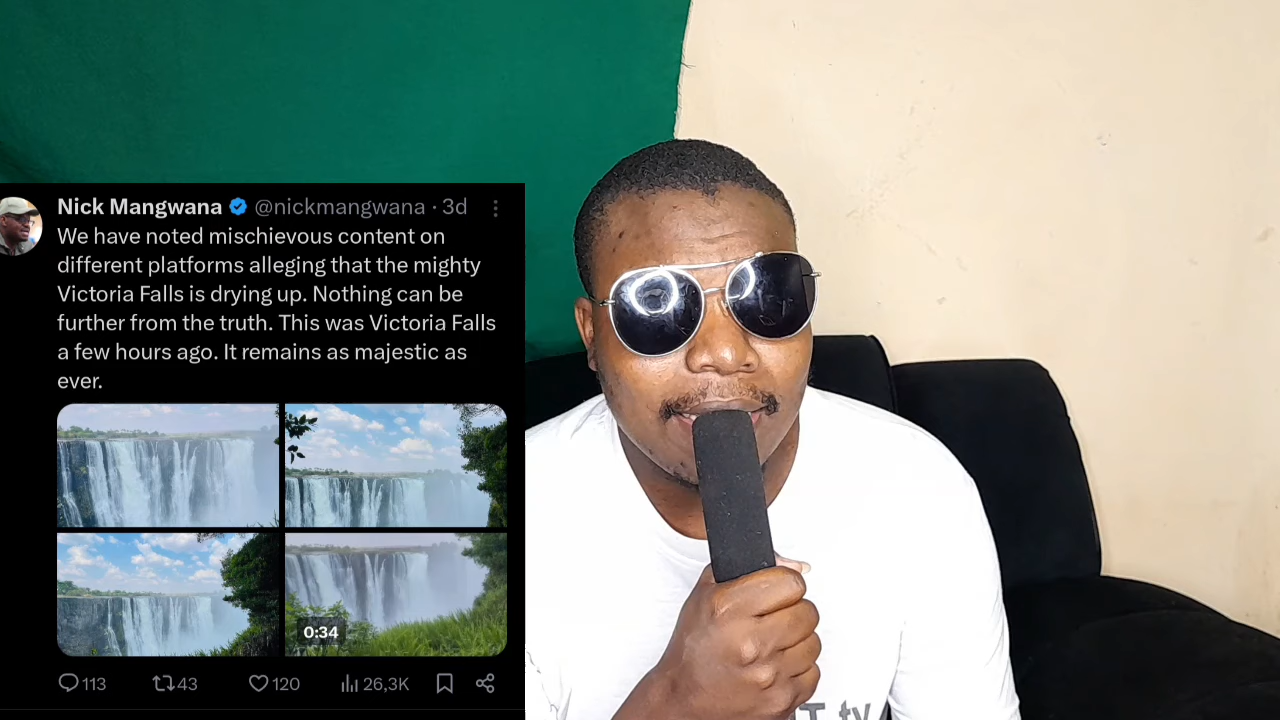 Nick Mangwana @nickmangwana · 3d
We have noted mischievous content on
different platforms alleging that the mighty
Victoria Falls is drying up. Nothing can be
further from the truth. This was Victoria Falls
a few hours ago. It remains as majestic as
ever.
0:34
113 43 120 26,3K
tv